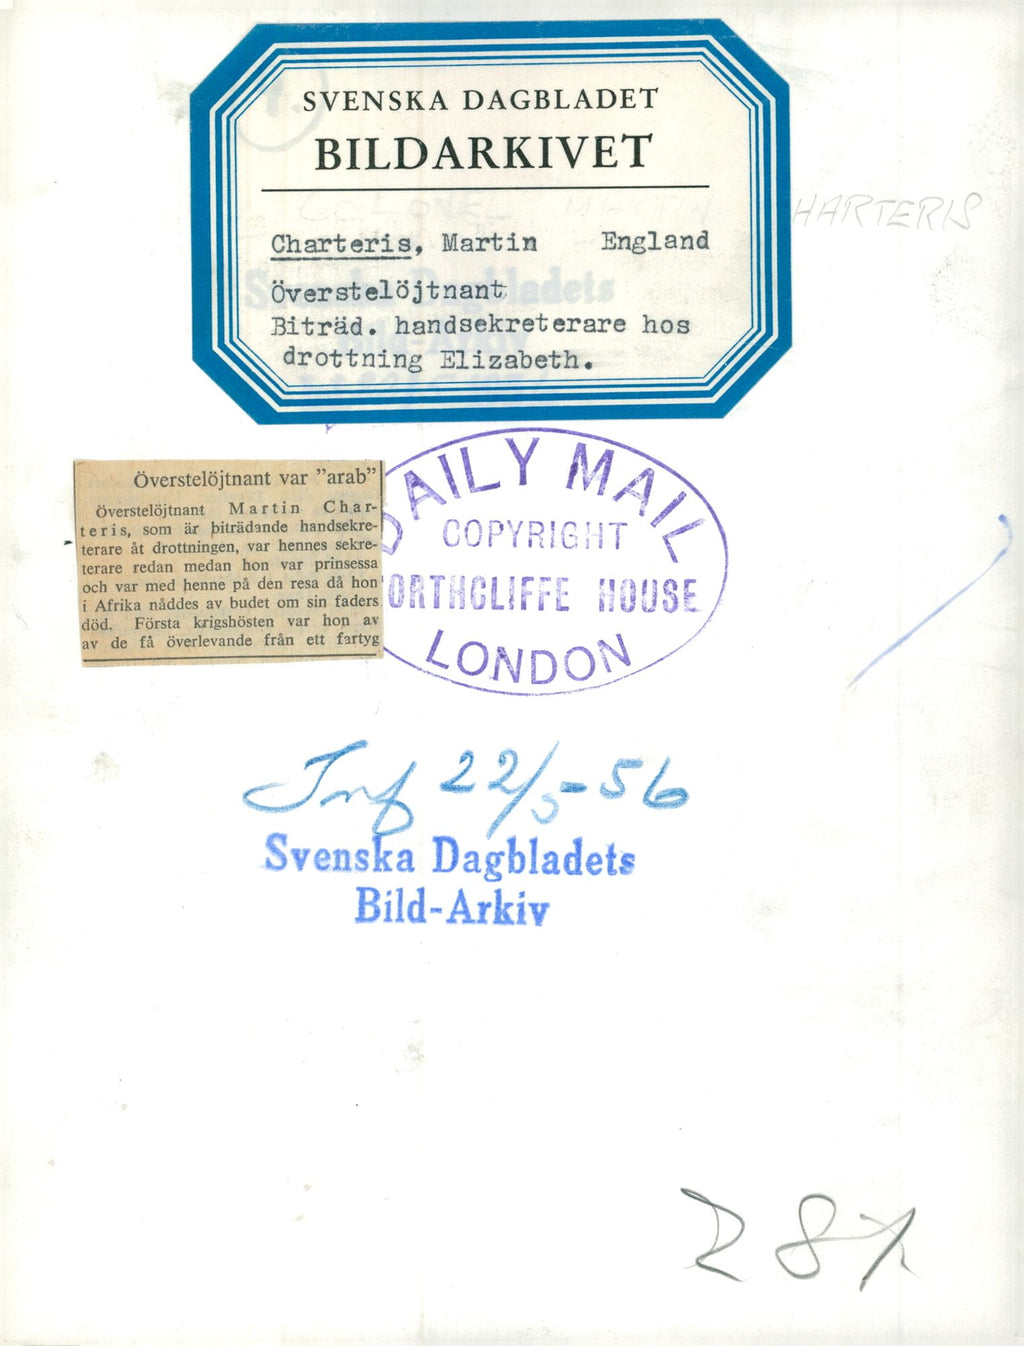 SVENSKA DAGBLADET
BILDARKIVET
COLONEL MARTIN CHARTERIS
Charteris, Martin England
Överstelöjtnant
Biträd. handsekreterare hos
drottning Elizabeth.
Överstelöjtnant var "arab"
Överstelöjtnant Martin Char-
teris, som är biträdande handsekre-
terare åt drottningen, var hennes sekre-
terare redan medan hon var prinsessa
och var med henne på den resa då hon
i Afrika nåddes av budet om sin faders
död. Första krigshösten var hon av
av de få överlevande från ett fartyg
DAILY MAIL
COPYRIGHT
ORTHCLIFFE HOUSE
LONDON
Inf 22/5-56
Svenska Dagbladets
Bild-Arkiv